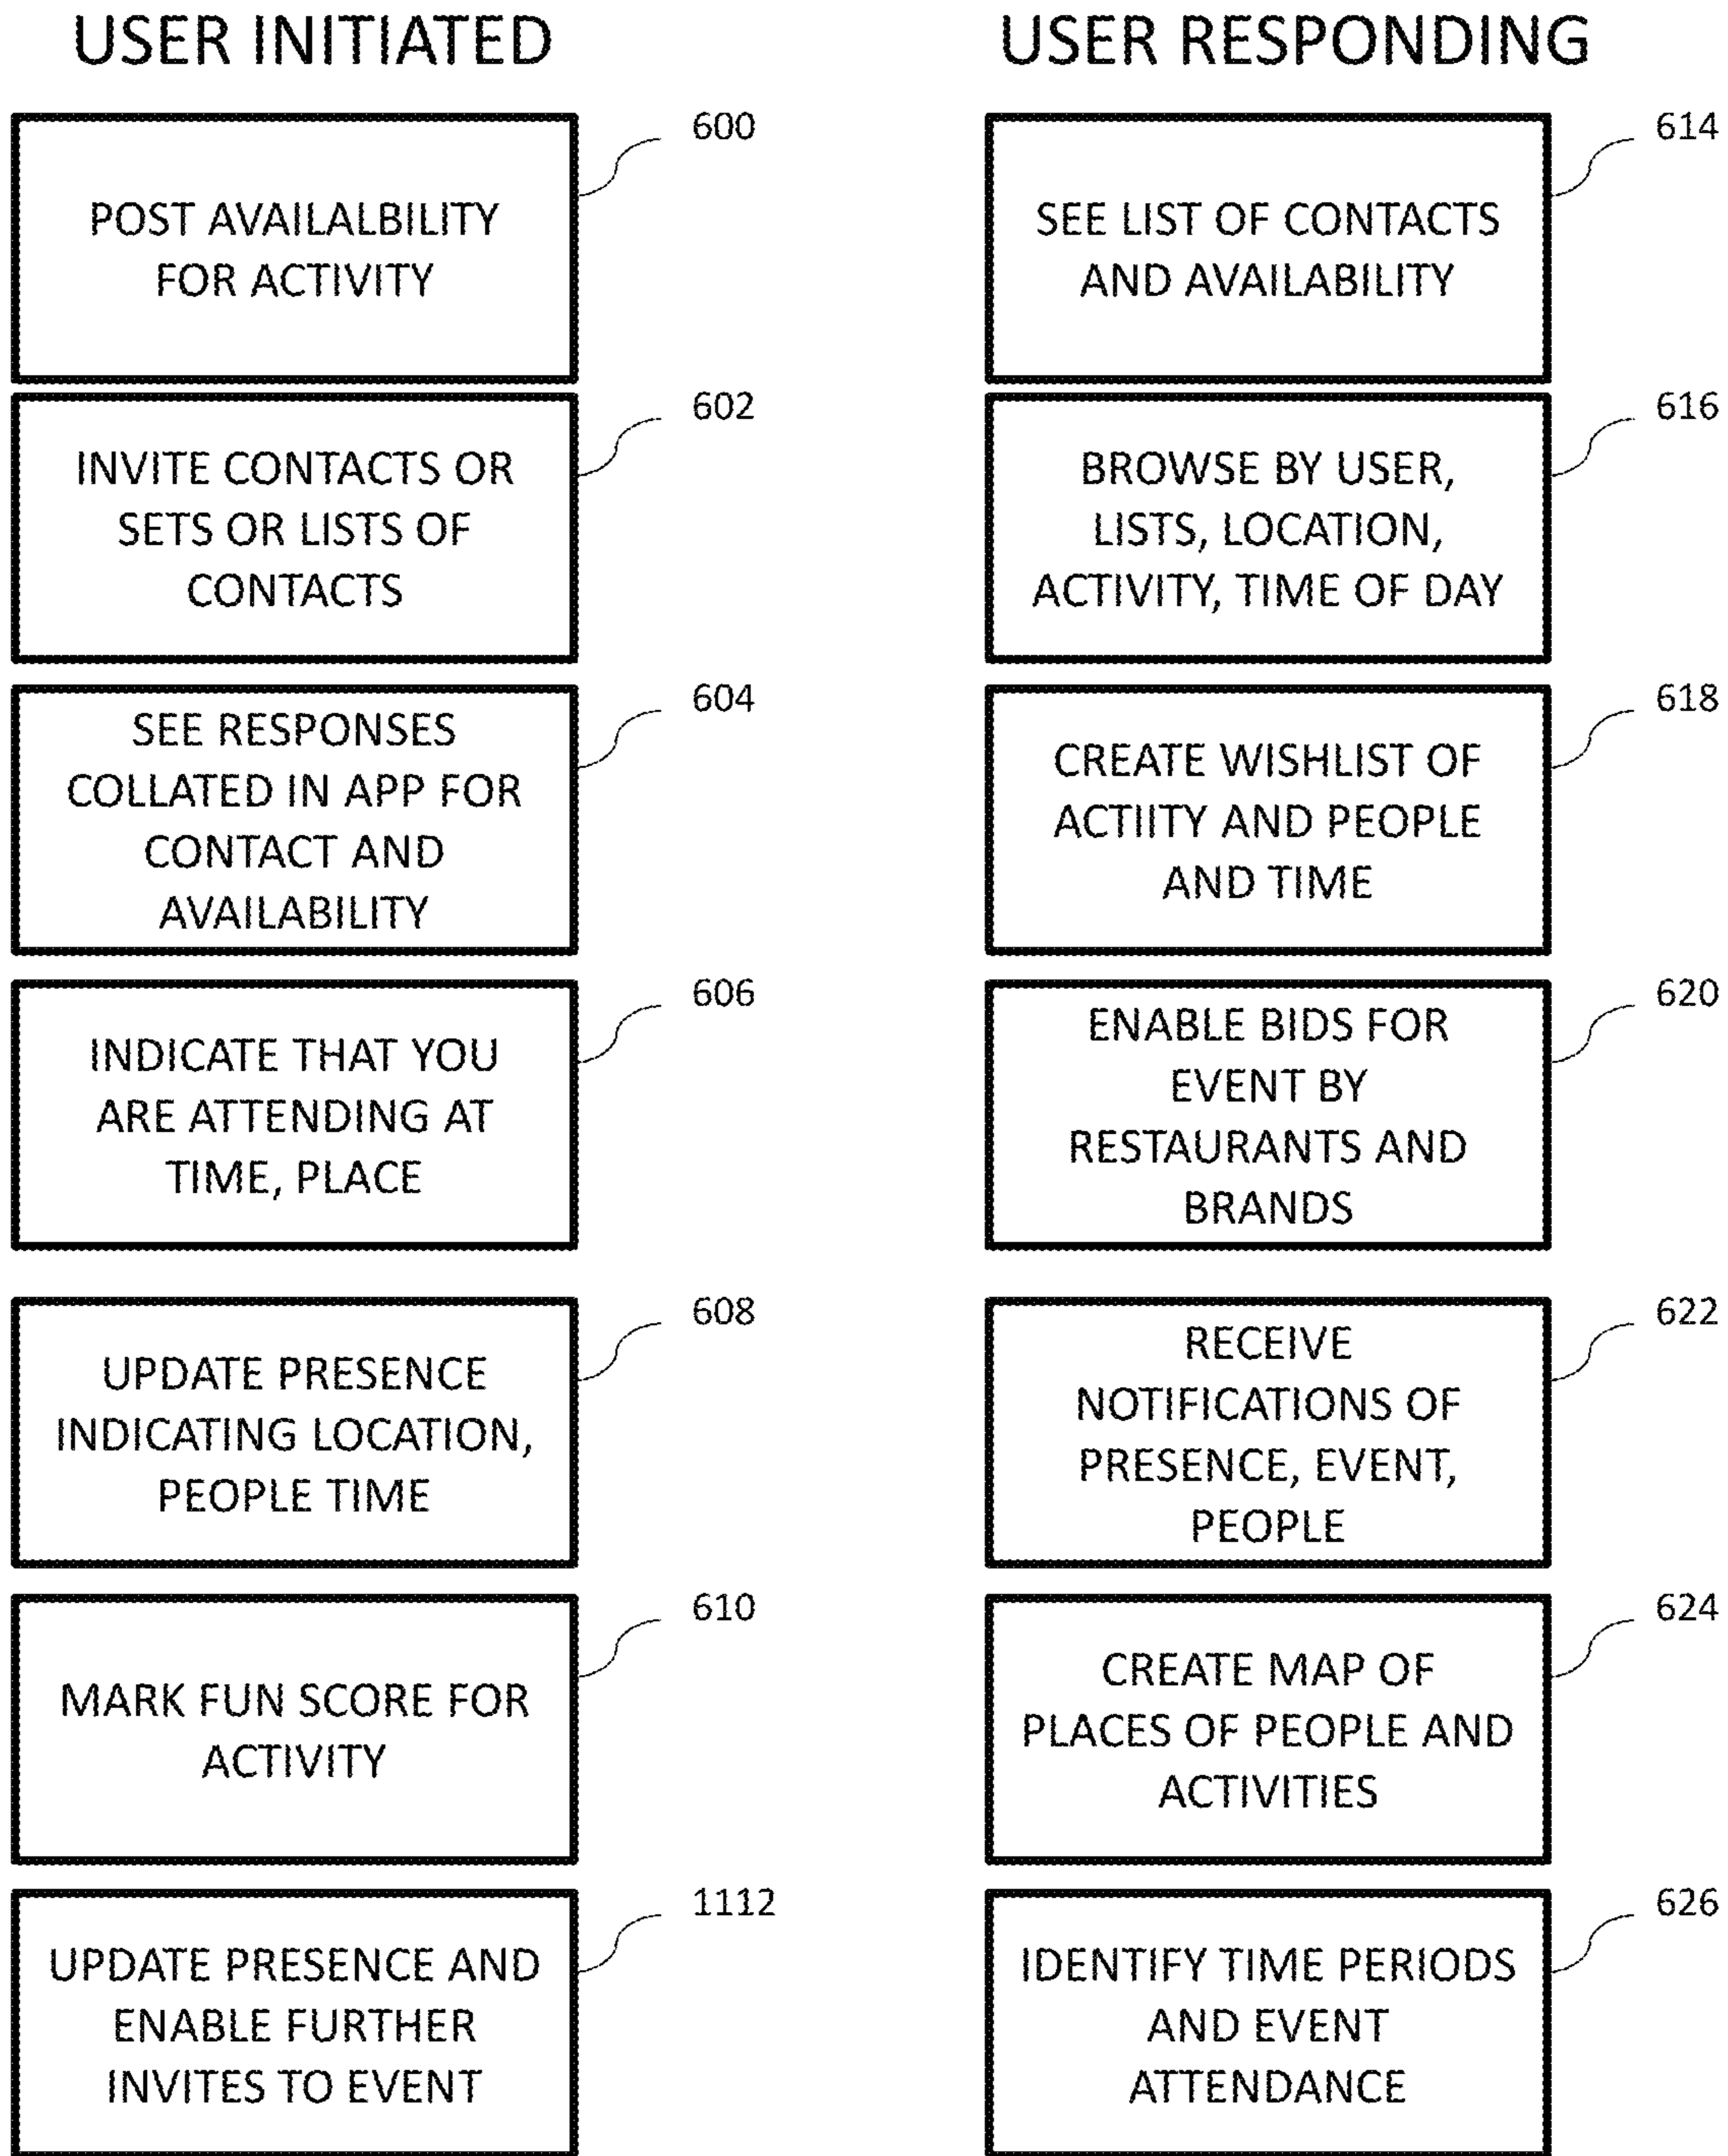 USER INITIATED
600
POST AVAILALBILITY
FOR ACTIVITY
602
INVITE CONTACTS OR
SETS OR LISTS OF
CONTACTS
604
SEE RESPONSES
COLLATED IN APP FOR
CONTACT AND
AVAILABILITY
606
INDICATE THAT YOU
ARE ATTENDING AT
TIME, PLACE
608
UPDATE PRESENCE
INDICATING LOCATION,
PEOPLE TIME
610
MARK FUN SCORE FOR
ACTIVITY
1112
UPDATE PRESENCE AND
ENABLE FURTHER
INVITES TO EVENT
USER RESPONDING
614
SEE LIST OF CONTACTS
AND AVAILABILITY
616
BROWSE BY USER,
LISTS, LOCATION,
ACTIVITY, TIME OF DAY
618
CREATE WISHLIST OF
ACTIITY AND PEOPLE
AND TIME
620
ENABLE BIDS FOR
EVENT BY
RESTAURANTS AND
BRANDS
622
RECEIVE
NOTIFICATIONS OF
PRESENCE, EVENT,
PEOPLE
624
CREATE MAP OF
PLACES OF PEOPLE AND
ACTIVITIES
626
IDENTIFY TIME PERIODS
AND EVENT
ATTENDANCE